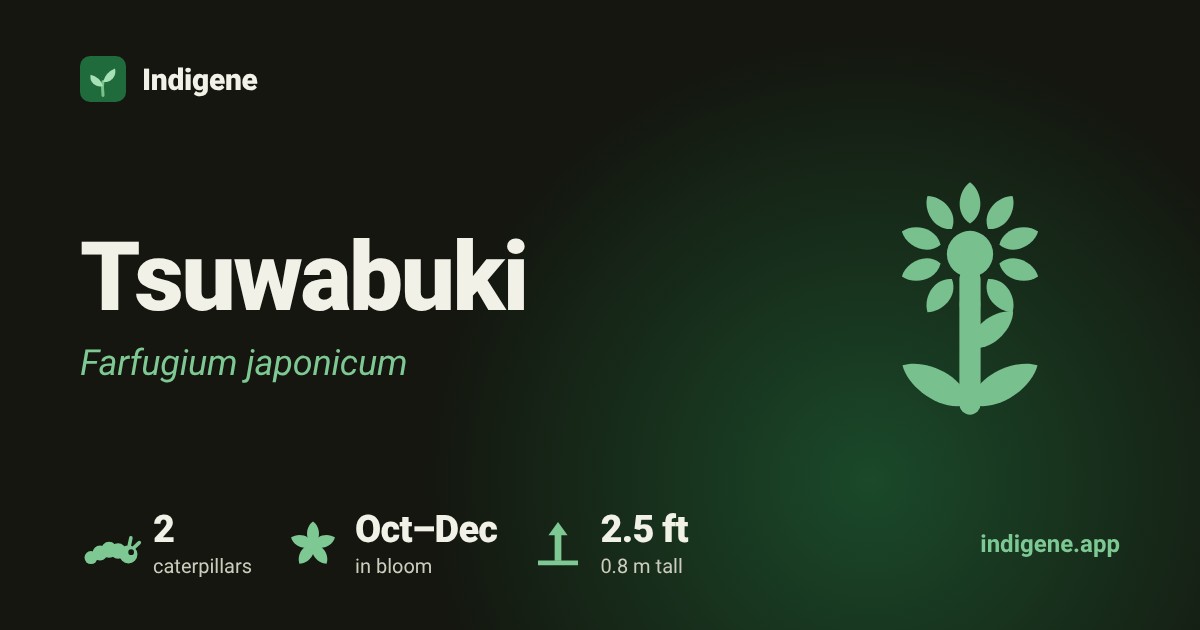 Indigene
Tsuwabuki
Farfugium japonicum
2
caterpillars
Oct–Dec
in bloom
2.5 ft
0.8 m tall
indigene.app